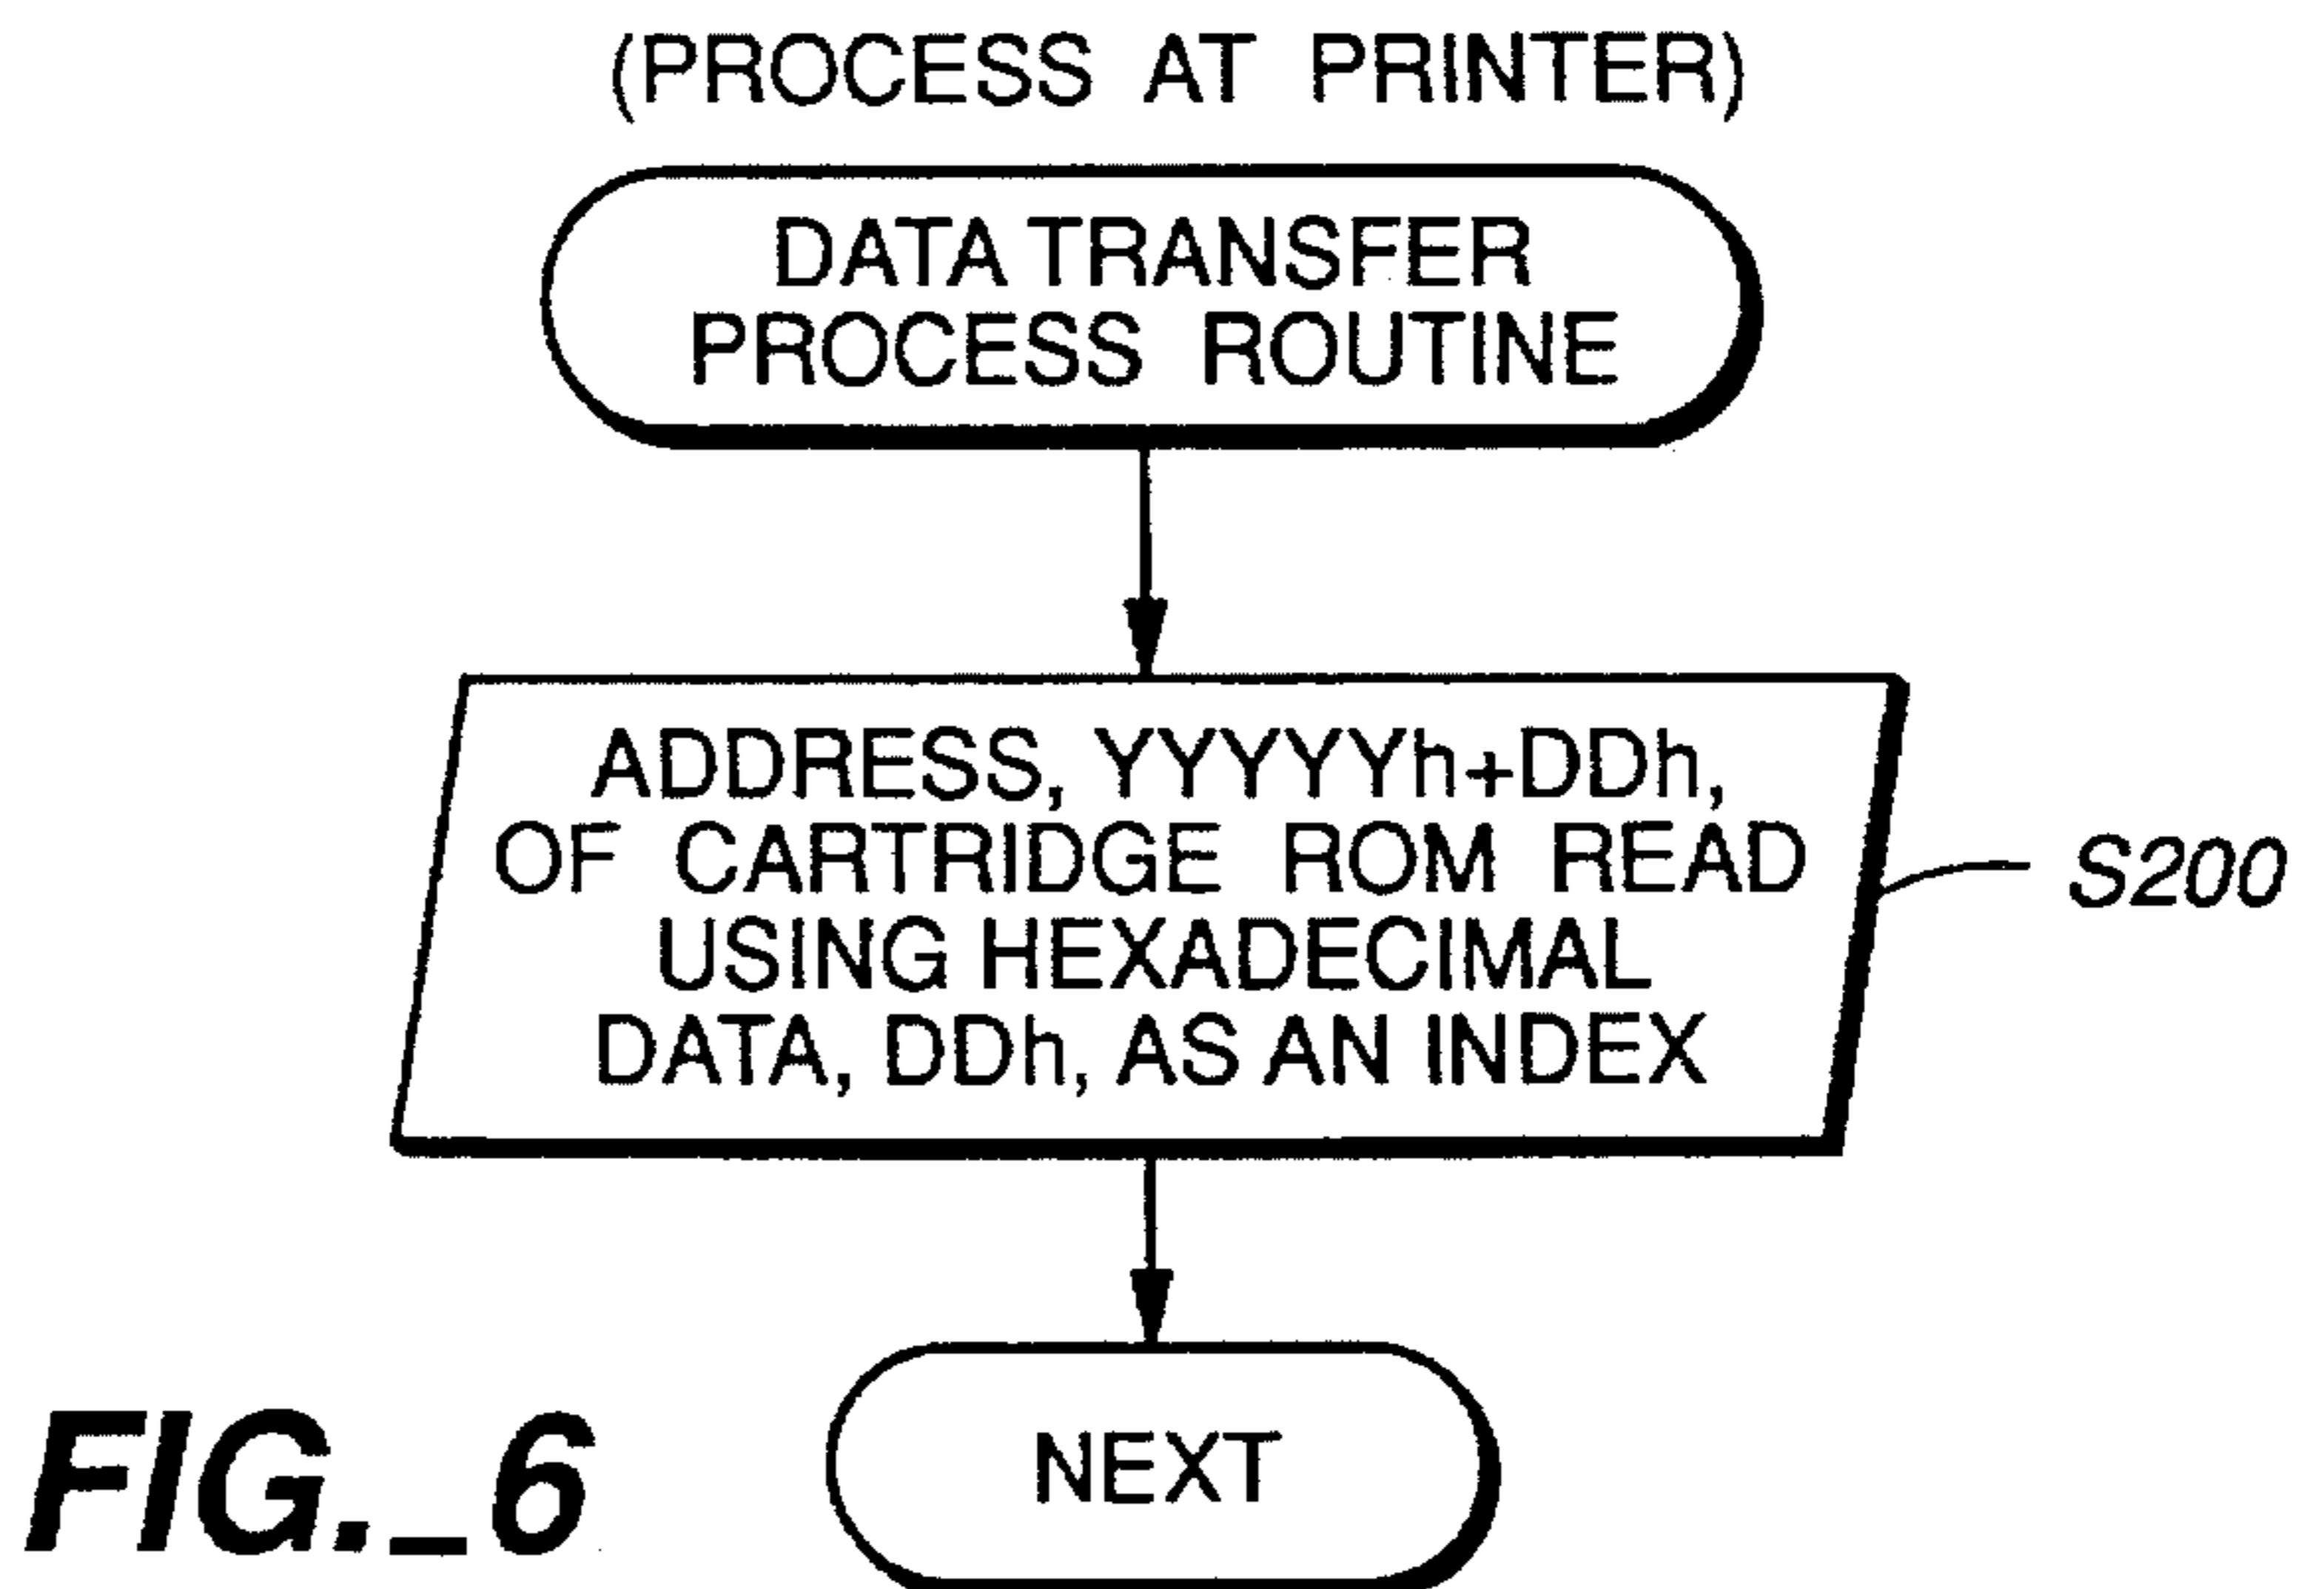 (PROCESS AT PRINTER)
DATA TRANSFER
PROCESS ROUTINE
ADDRESS, YYYYYh+DDh,
OF CARTRIDGE ROM READ
USING HEXADECIMAL
DATA, DDh, AS AN INDEX
S200
NEXT
FIG._6